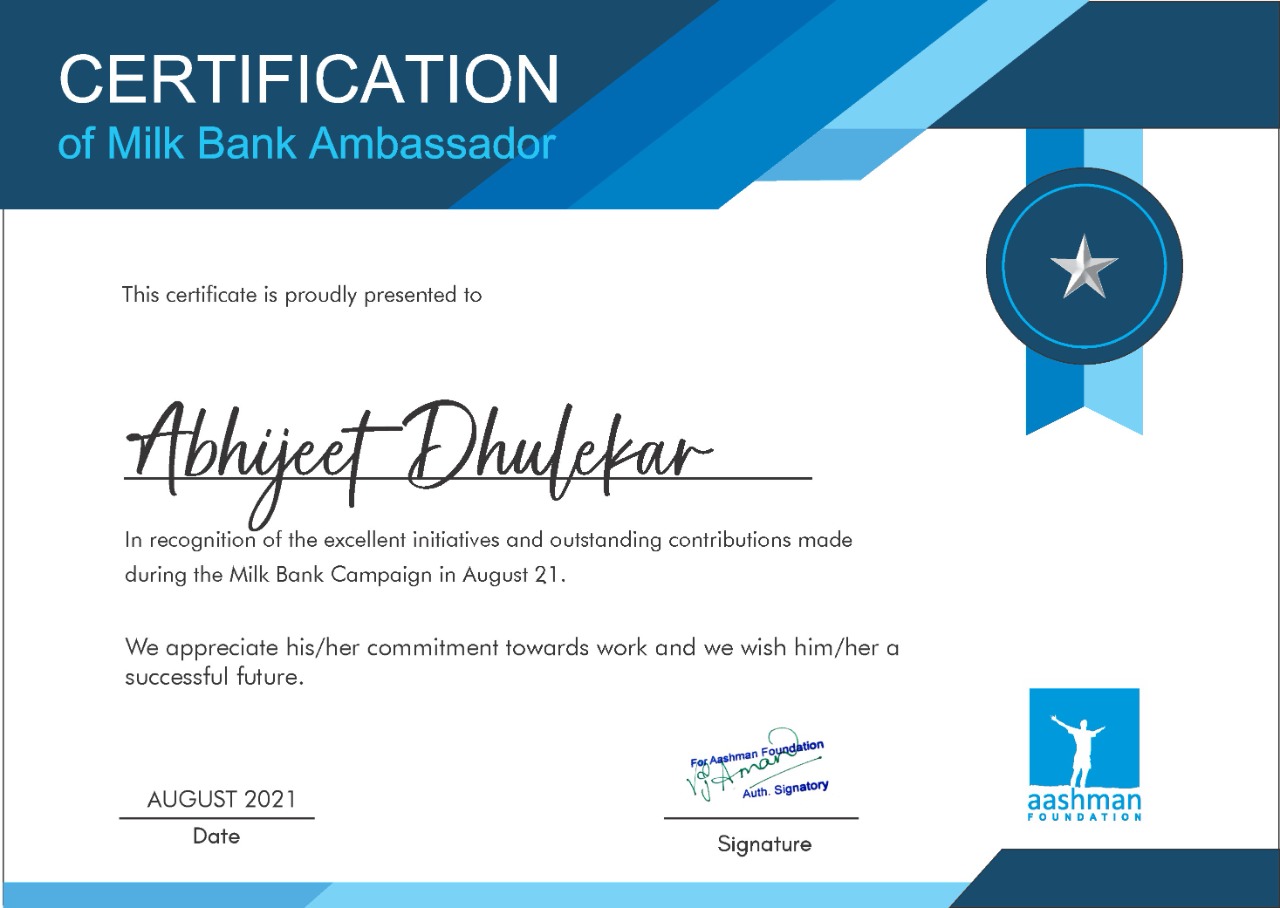 CERTIFICATION
of Milk Bank Ambassador
This certificate is proudly presented to
Abhijeet Dhulekar
In recognition of the excellent initiatives and outstanding contributions made
during the Milk Bank Campaign in August 21.
We appreciate his/her commitment towards work and we wish him/her a
successful future.
For Aashman Foundation
Auth. Signatory
AUGUST 2021
Date
Signature
aashman
FOUNDATION